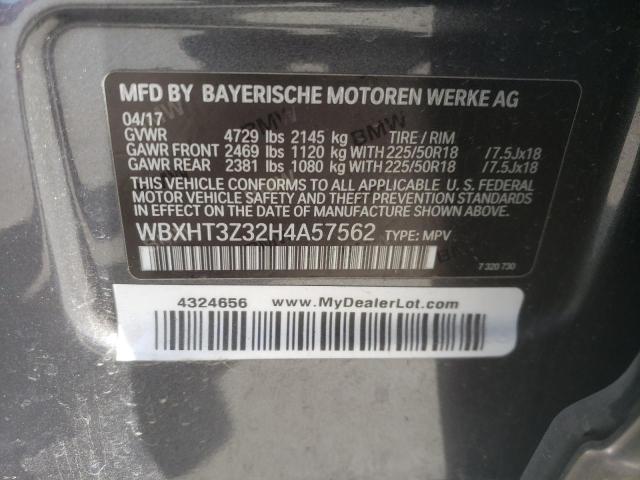 MFD BY BAYERISCHE MOTOREN WERKE AG
04/17
GVWR 4729 lbs 2145 kg TIRE / RIM
GAWR FRONT 2469 lbs 1120 kg WITH 225/50R18 /7.5Jx18
GAWR REAR 2381 lbs 1080 kg WITH 225/50R18 /7.5Jx18
THIS VEHICLE CONFORMS TO ALL APPLICABLE U. S. FEDERAL
MOTOR VEHICLE SAFETY AND THEFT PREVENTION STANDARDS
IN EFFECT ON THE DATE OF MANUFACTURE SHOWN ABOVE.
WBXHT3Z32H4A57562 TYPE: MPV
7 320 730
4324656 www.MyDealerLot.com